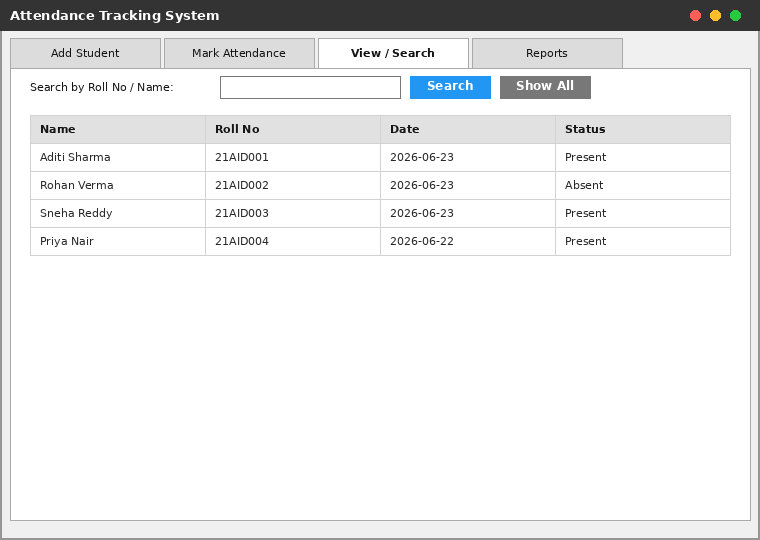 Attendance Tracking System
Add Student Mark Attendance View / Search Reports
Search by Roll No / Name: Search Show All
Name Roll No Date Status
Aditi Sharma 21AID001 2026-06-23 Present
Rohan Verma 21AID002 2026-06-23 Absent
Sneha Reddy 21AID003 2026-06-23 Present
Priya Nair 21AID004 2026-06-22 Present